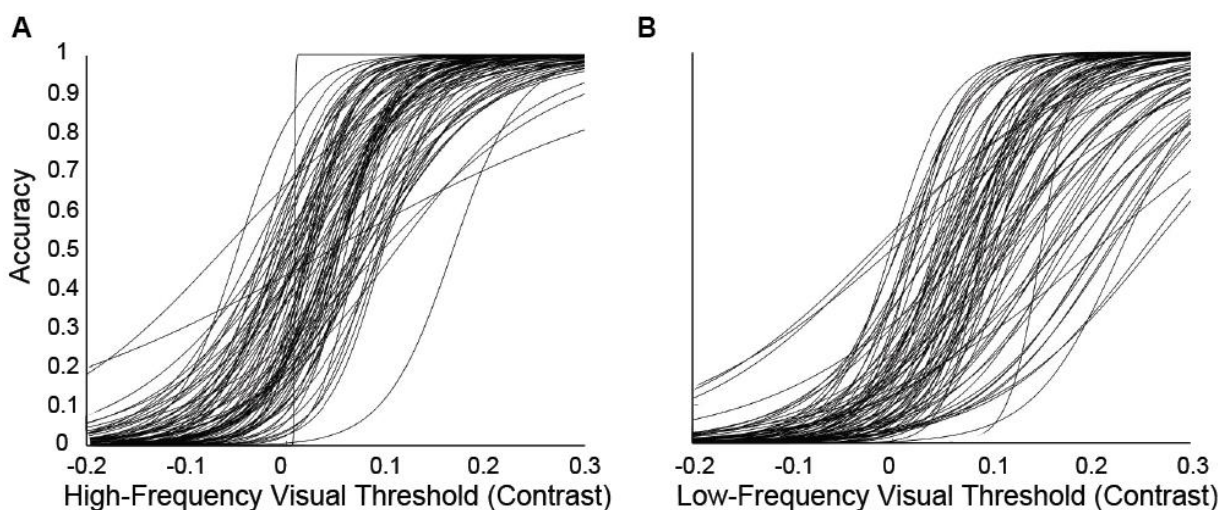 A
B
Accuracy
1
0.9
0.8
0.7
0.6
0.5
0.4
0.3
0.2
0.1
0
-0.2 -0.1 0 0.1 0.2 0.3
-0.2 -0.1 0 0.1 0.2 0.3
High-Frequency Visual Threshold (Contrast)
Low-Frequency Visual Threshold (Contrast)